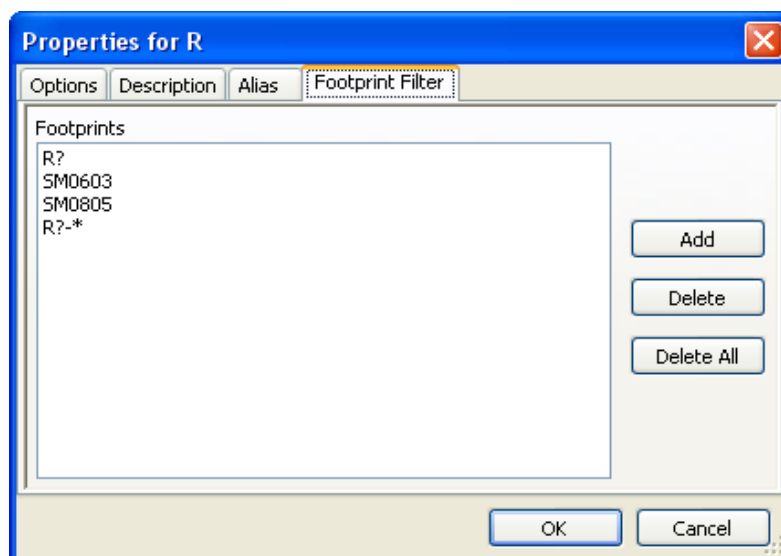 Properties for R
Options Description Alias Footprint Filter
Footprints
R?
SM0603
SM0805
R?-*
Add
Delete
Delete All
OK Cancel